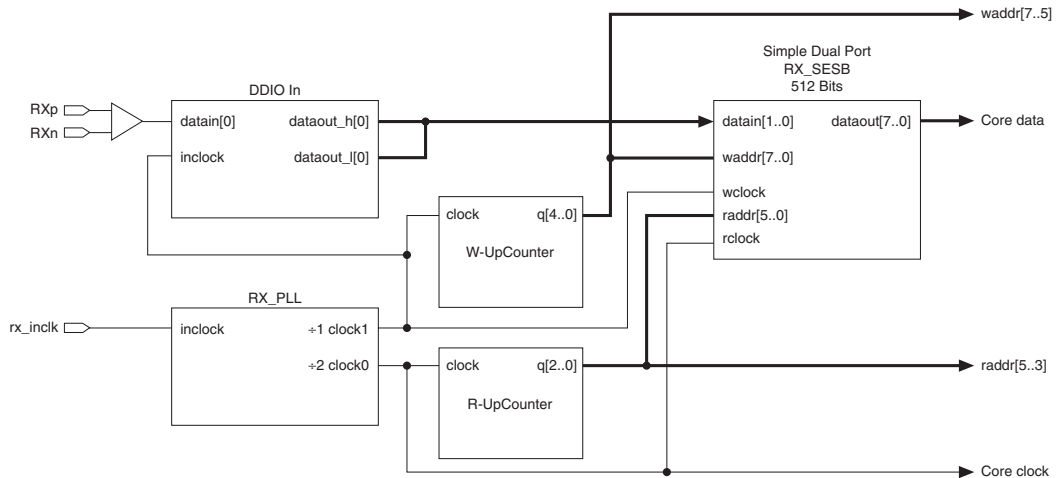 waddr[7..5]
Simple Dual Port
RX_SESB
512 Bits
DDIO In
RXp
RXn
datain[0]
dataout_h[0]
inclock
dataout_l[0]
datain[1..0]
dataout[7..0]
Core data
waddr[7..0]
wclock
raddr[5..0]
rclock
clock
q[4..0]
W-UpCounter
RX_PLL
rx_inclk
inclock
÷1 clock1
÷2 clock0
clock
q[2..0]
R-UpCounter
raddr[5..3]
Core clock